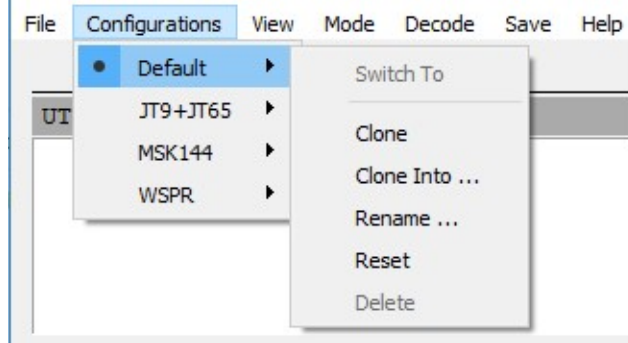 File Configurations View Mode Decode Save Help
Default
JT9+JT65
MSK144
WSPR
Switch To
Clone
Clone Into ...
Rename ...
Reset
Delete
UT